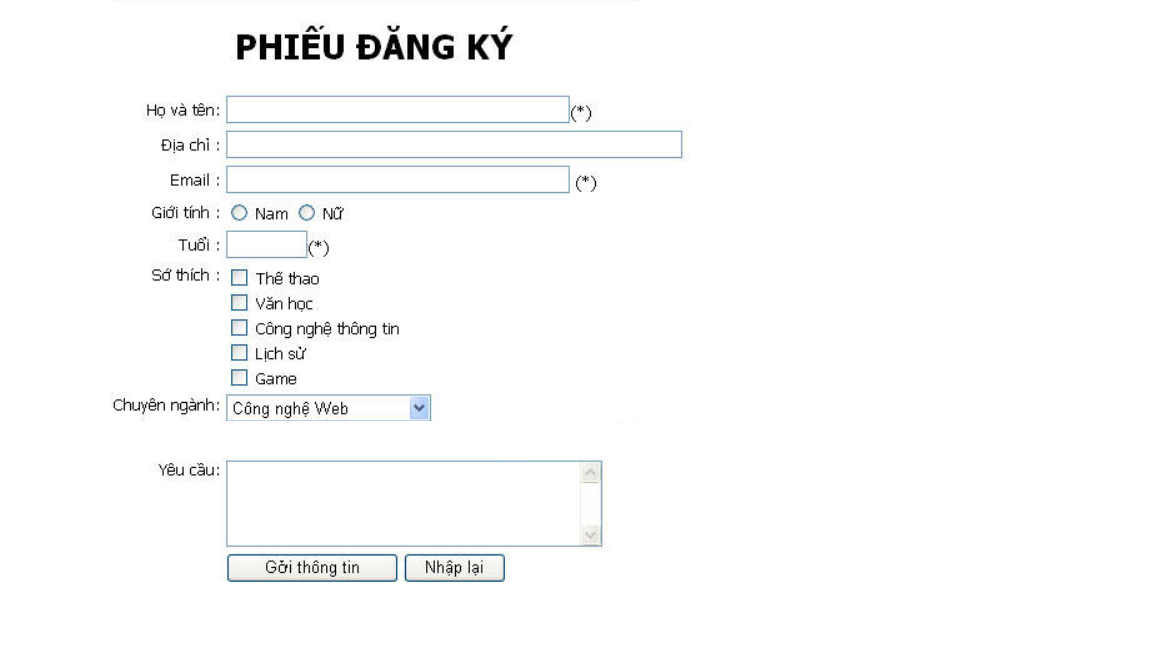 PHIẾU ĐĂNG KÝ
Họ và tên: (*)
Địa chỉ :
Email : (*)
Giới tính : Nam Nữ
Tuổi : (*)
Sớ thích : Thể thao
Văn học
Công nghệ thông tin
Lịch sử
Game
Chuyên ngành: Công nghệ Web
Yêu cầu:
Gởi thông tin Nhập lại